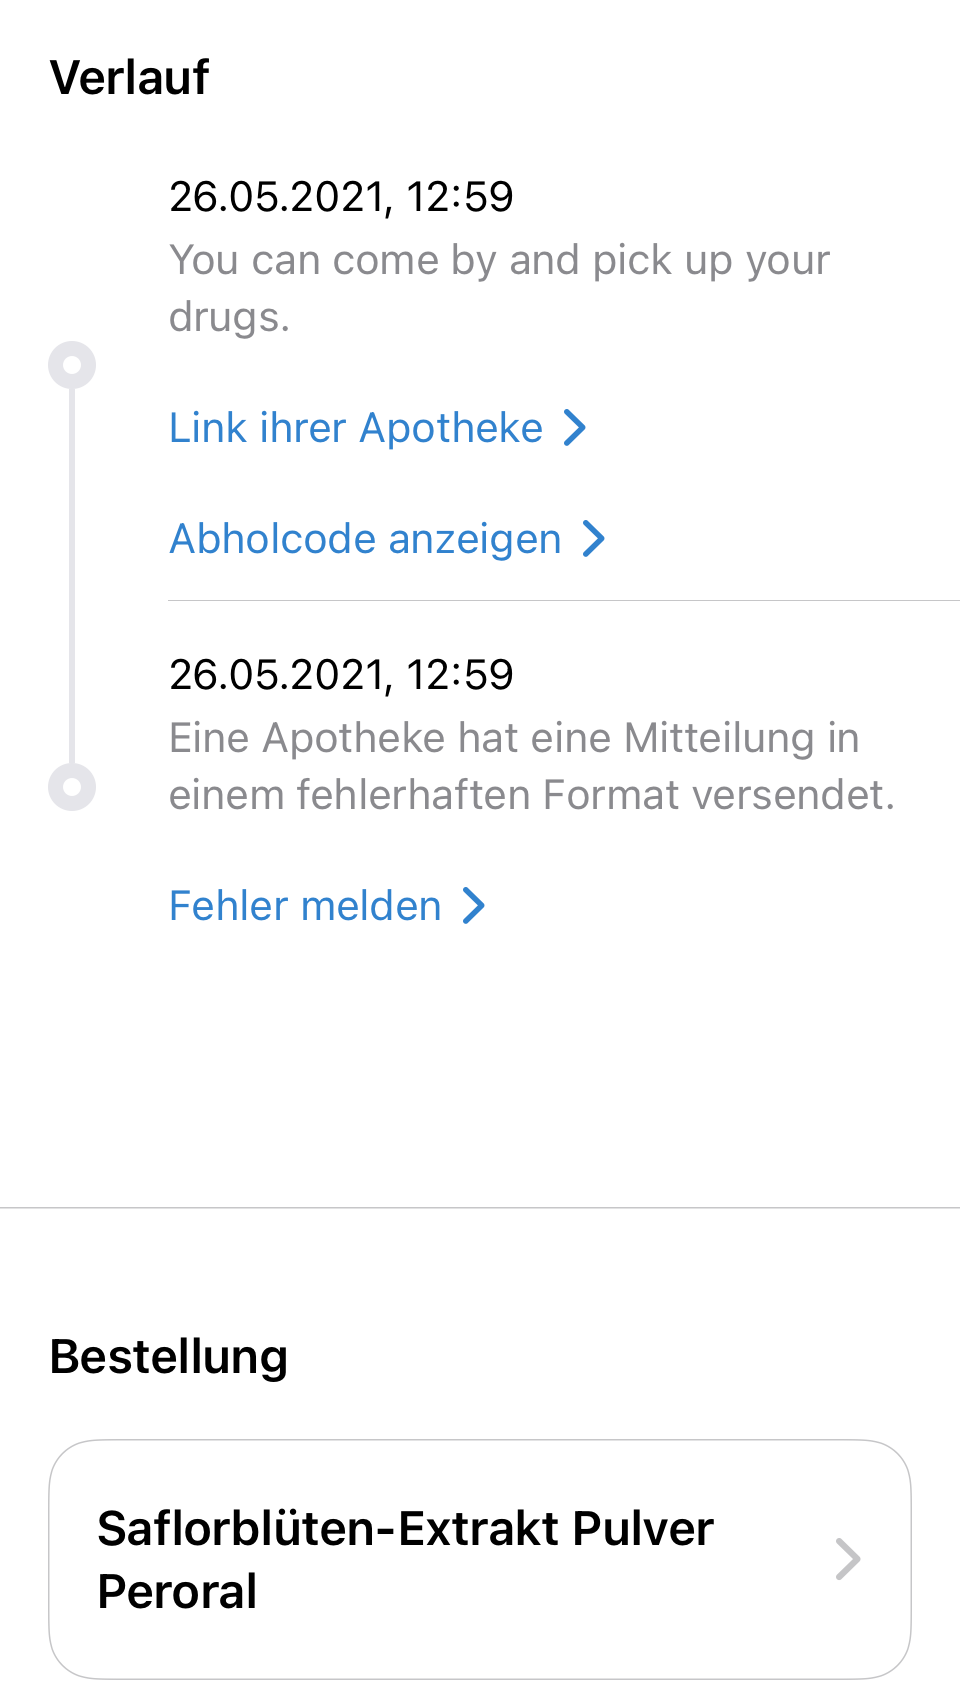 Verlauf
26.05.2021, 12:59
You can come by and pick up your
drugs.
Link ihrer Apotheke
Abholcode anzeigen
26.05.2021, 12:59
Eine Apotheke hat eine Mitteilung in
einem fehlerhaften Format versendet.
Fehler melden
Bestellung
Saflorblüten-Extrakt Pulver
Peroral